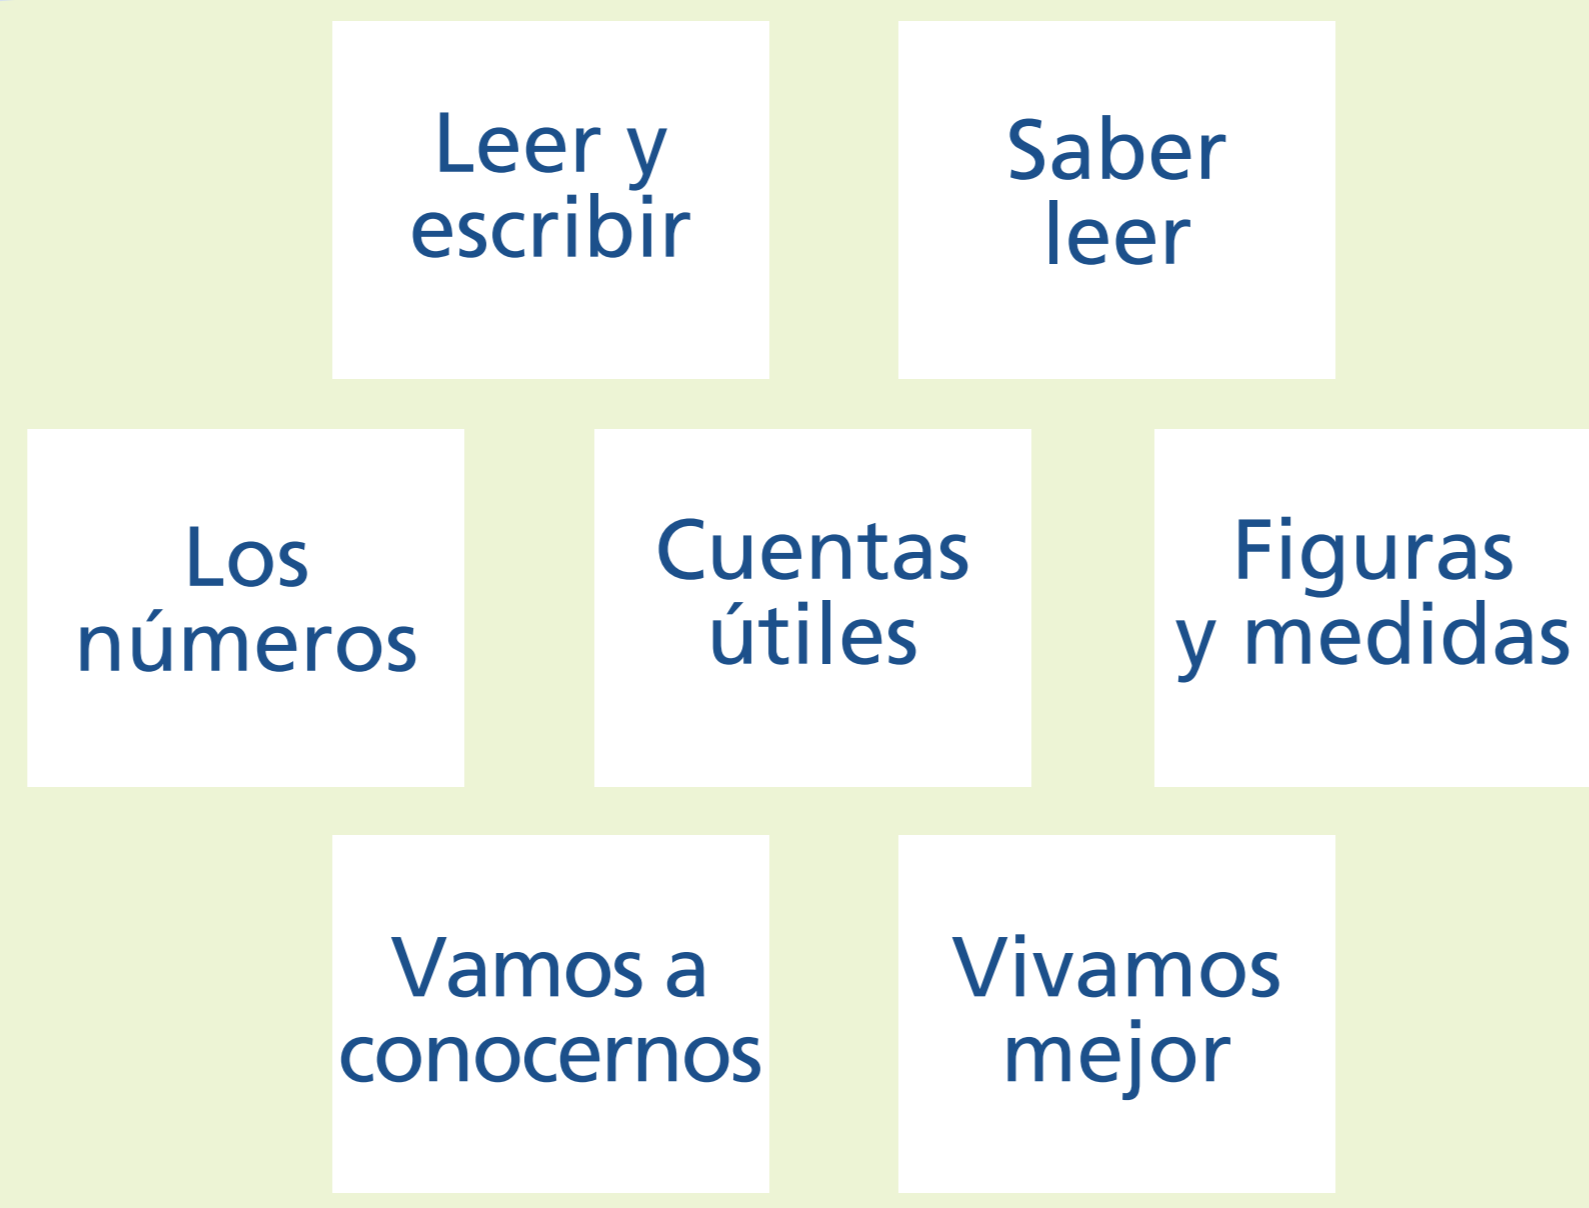 Leer y
escribir
Saber
leer
Los
números
Cuentas
útiles
Figuras
y medidas
Vamos a
conocernos
Vivamos
mejor